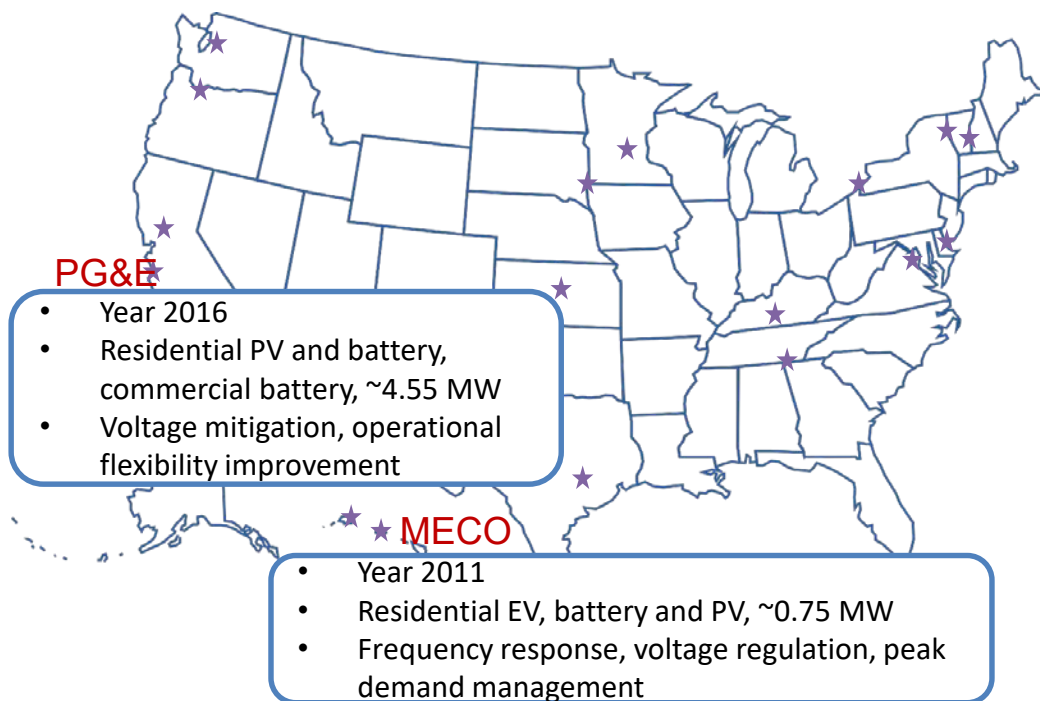 PG&E
• Year 2016
• Residential PV and battery,
commercial battery, ~4.55 MW
• Voltage mitigation, operational
flexibility improvement
MECO
• Year 2011
• Residential EV, battery and PV, ~0.75 MW
• Frequency response, voltage regulation, peak
demand management